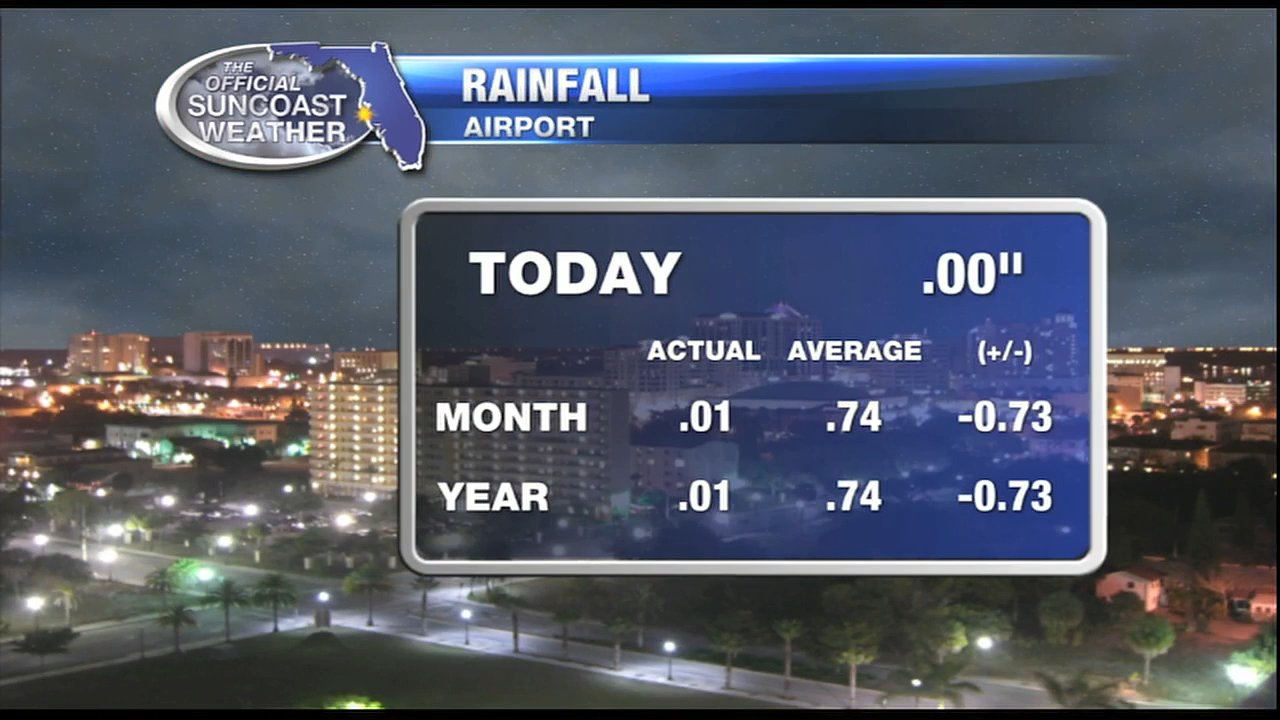 THE
OFFICIAL
SUNCOAST
WEATHER
RAINFALL
AIRPORT
TODAY .00"
ACTUAL AVERAGE (+/-)
MONTH .01 .74 -0.73
YEAR .01 .74 -0.73